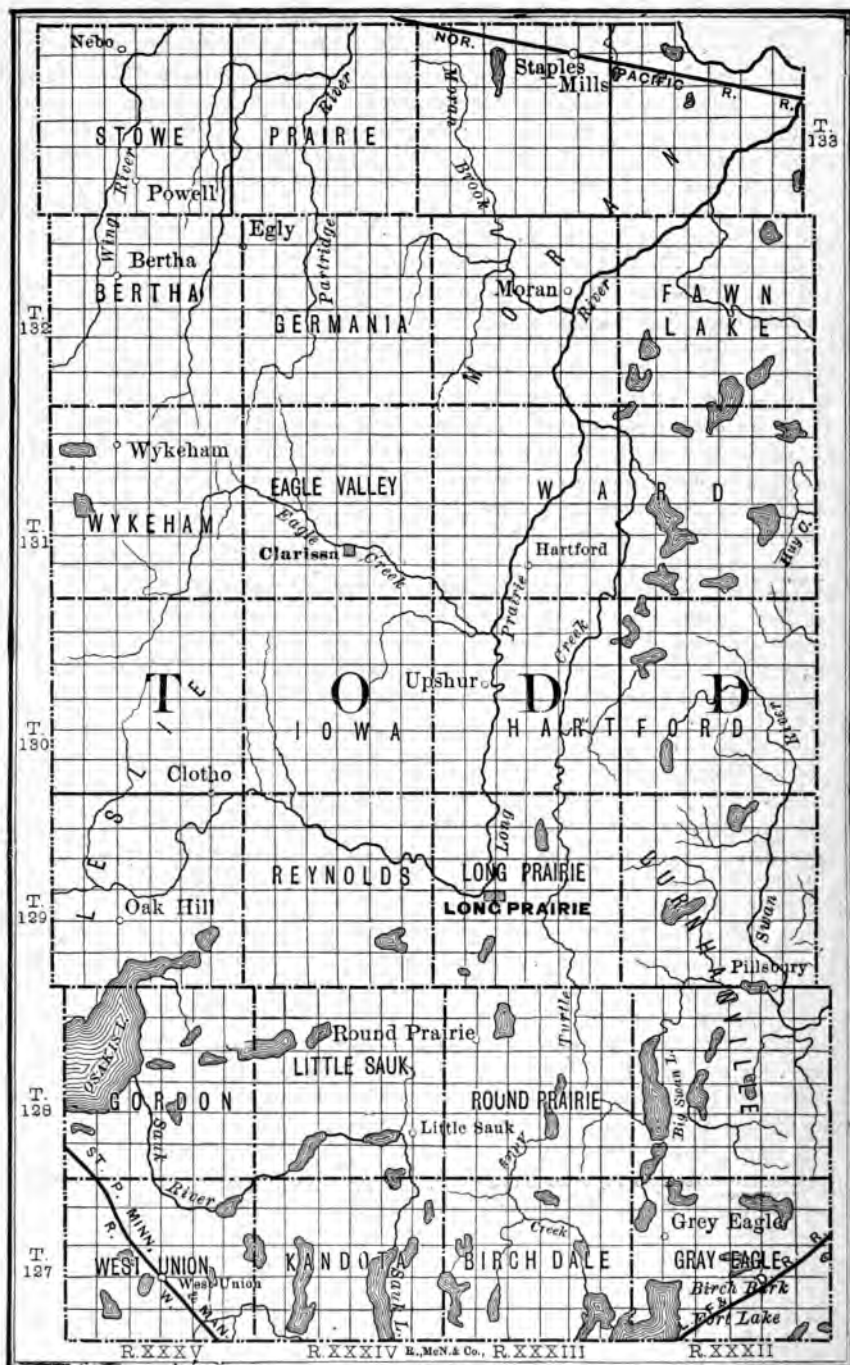 Nebo
NOR. PACIFIC R. R.
Staples Mills
Moran Brook
STOWE
PRAIRIE
River
T. 133
Wing River
Powell
Egly
Partridge
Bertha
BERTHA
GERMANIA
Moran
MORAN
River
FAWN LAKE
T. 132
Wykeham
WYKEHAM
EAGLE VALLEY
WARD
Eagle Creek
Clarissa
Hartford
Hay C.
T. 131
Prairie
Creek
TODD
Upshur
IOWA
HARTFORD
River
T. 130
LESLIE
Clotho
Long
REYNOLDS
LONG PRAIRIE
LONG PRAIRIE
BURNHAMVILLE
Swan
Oak Hill
T. 129
Pillsbury
OSAKIS L.
Round Prairie
LITTLE SAUK
Turtle
GORDON
ROUND PRAIRIE
Big Swan L.
T. 128
Sauk River
Little Sauk
ST. P. MINN. & MAN. R. W.
Creek
Grey Eagle
WEST UNION
KANDOTA
BIRCH DALE
GRAY EAGLE
T. 127
West Union
Sauk L.
Birch Bark
Fort Lake
R. XXXV
R. XXXIV
R., McN. & Co.,
R. XXXIII
R. XXXII